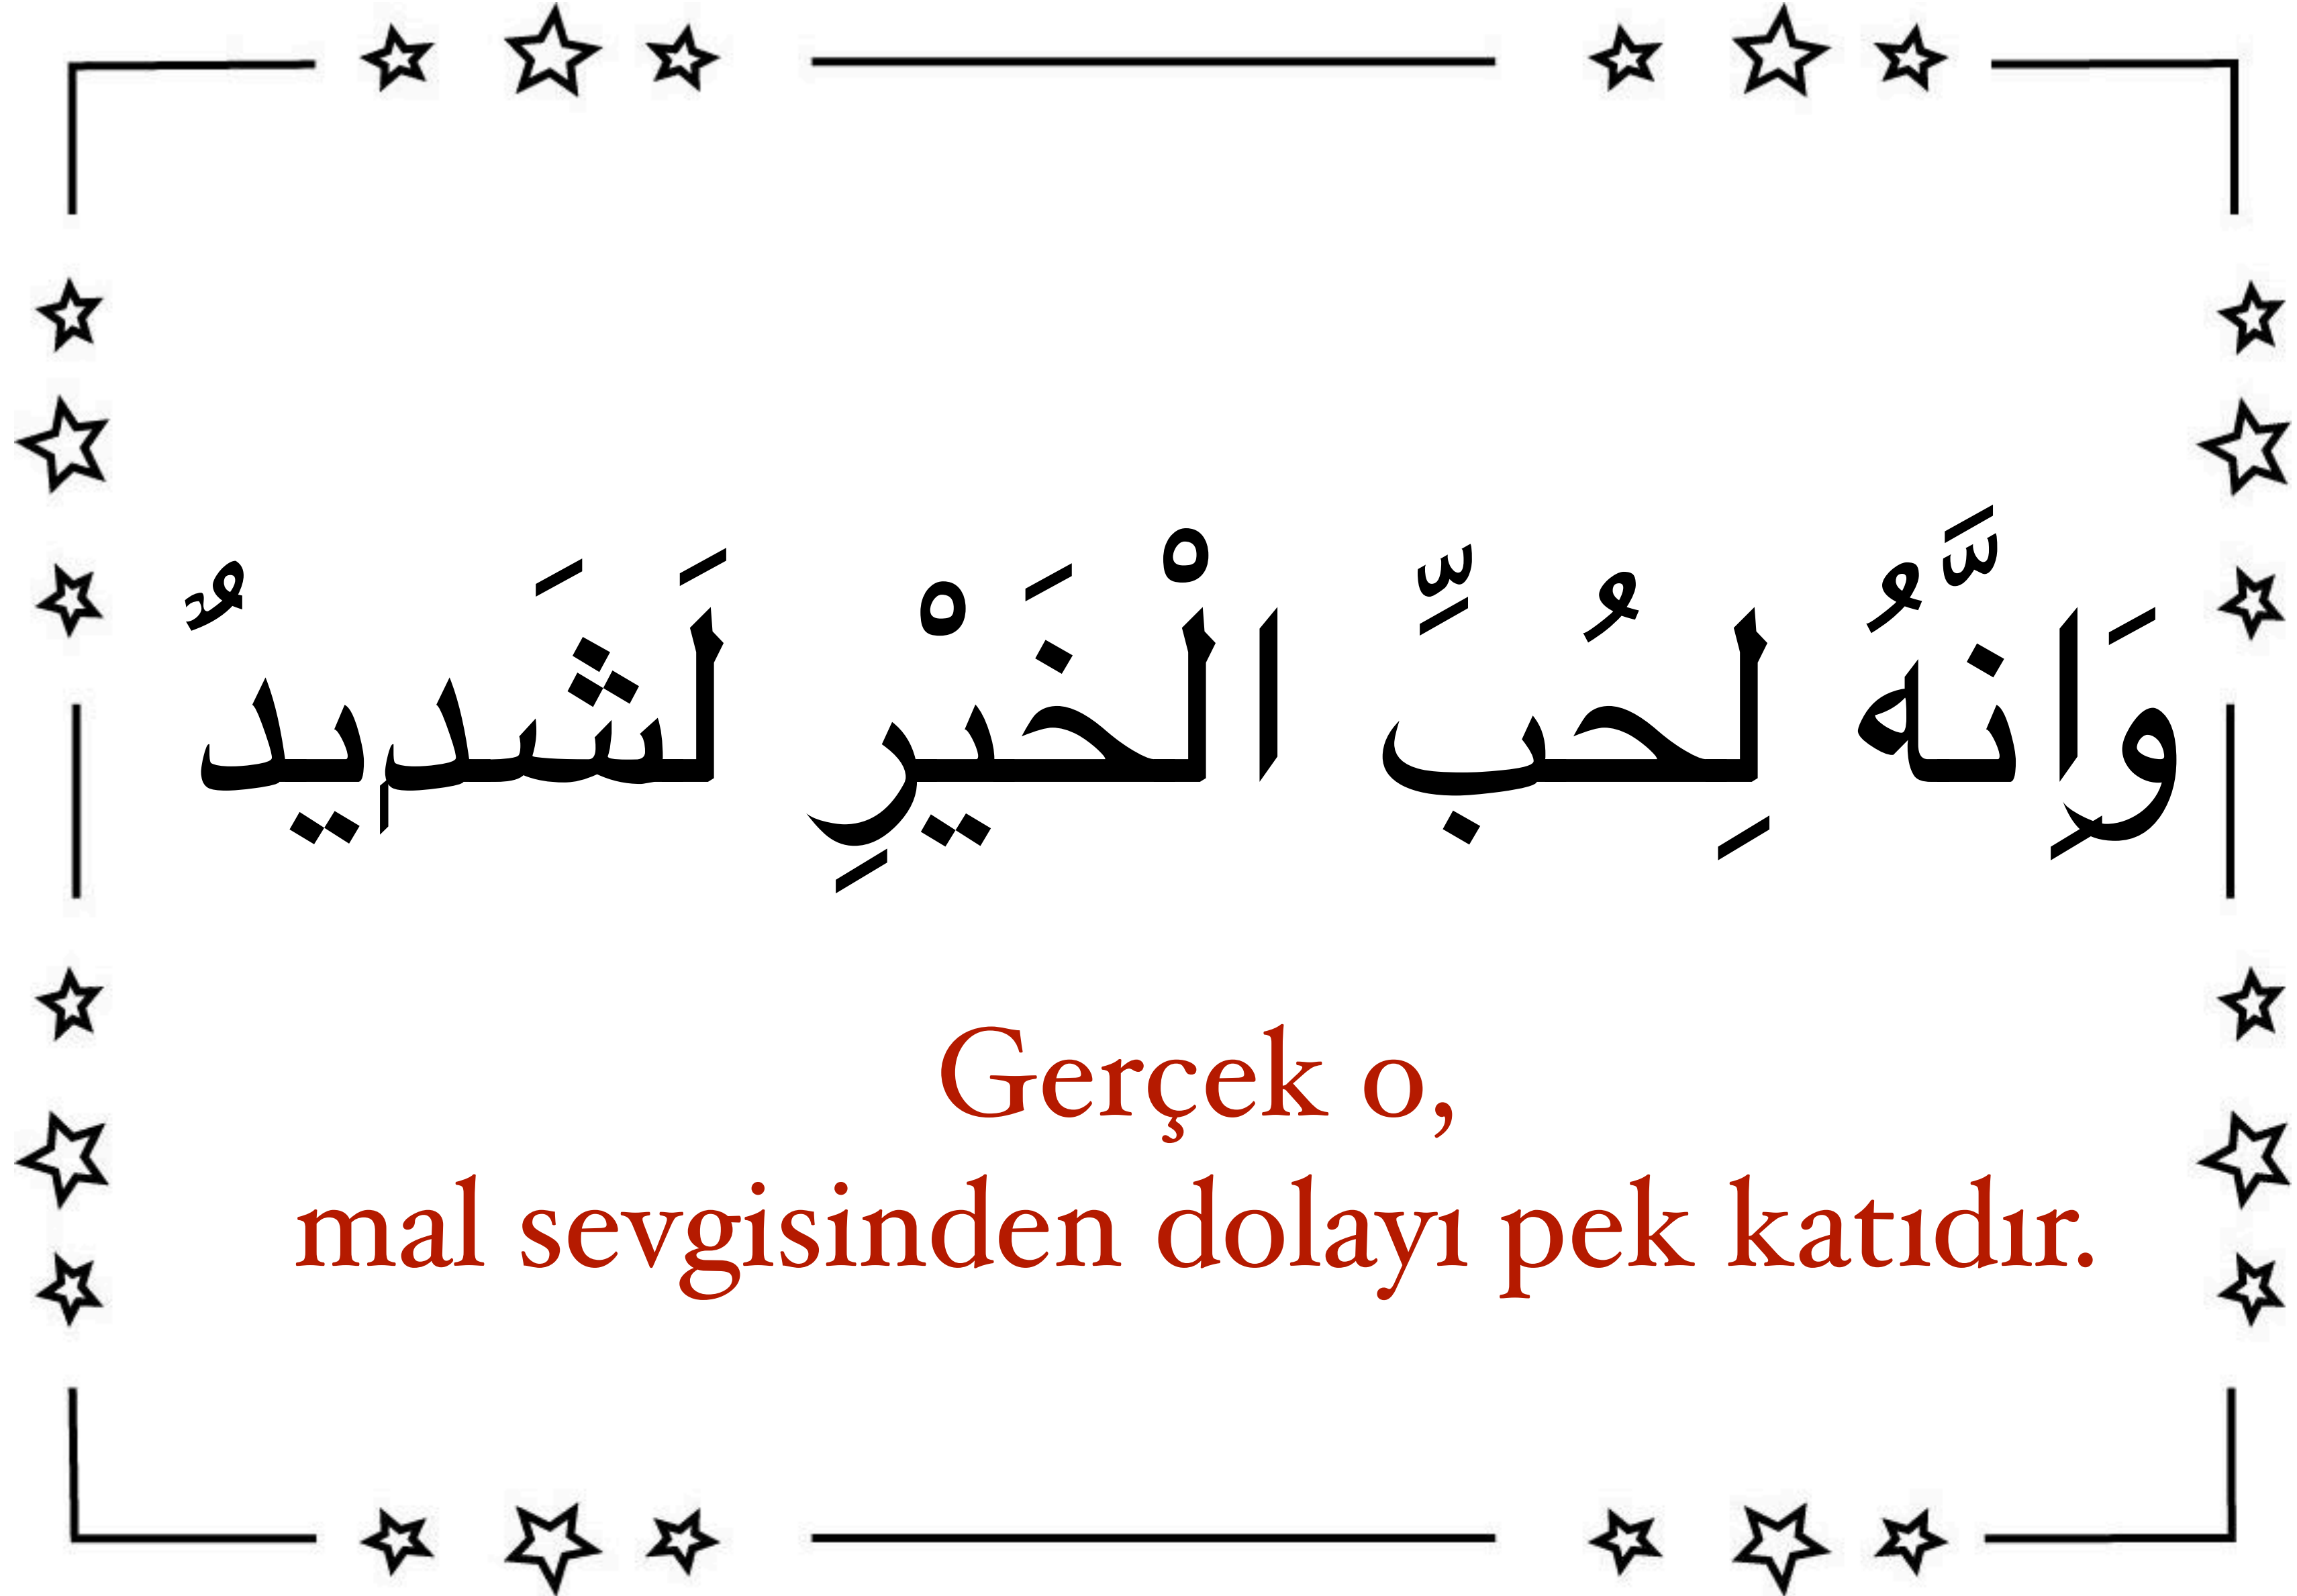 وَاِنَّهُ لِحُبِّ الْخَيْرِ لَشَدٖيدٌ
Gerçek o,
mal sevgisinden dolayı pek katıdır.